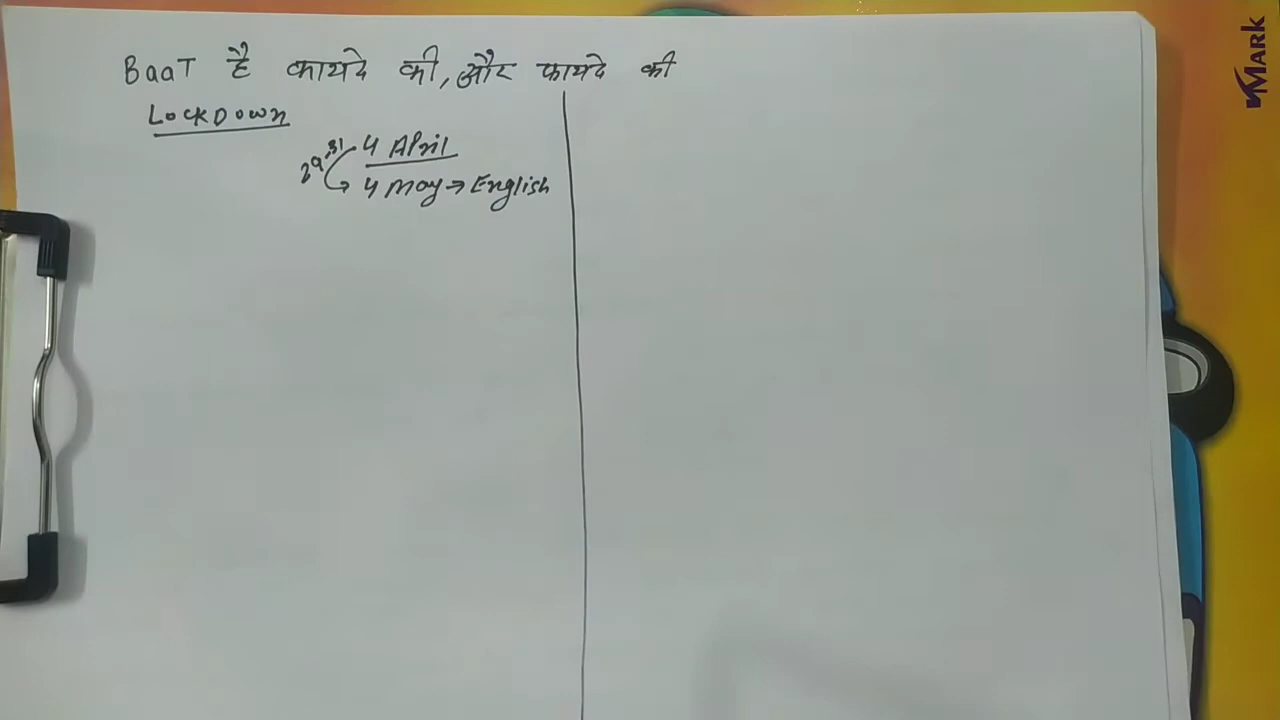 BaaT है कायदे की, और फायदे की
LockDown
4 April
29,31
4 May → English
MARK